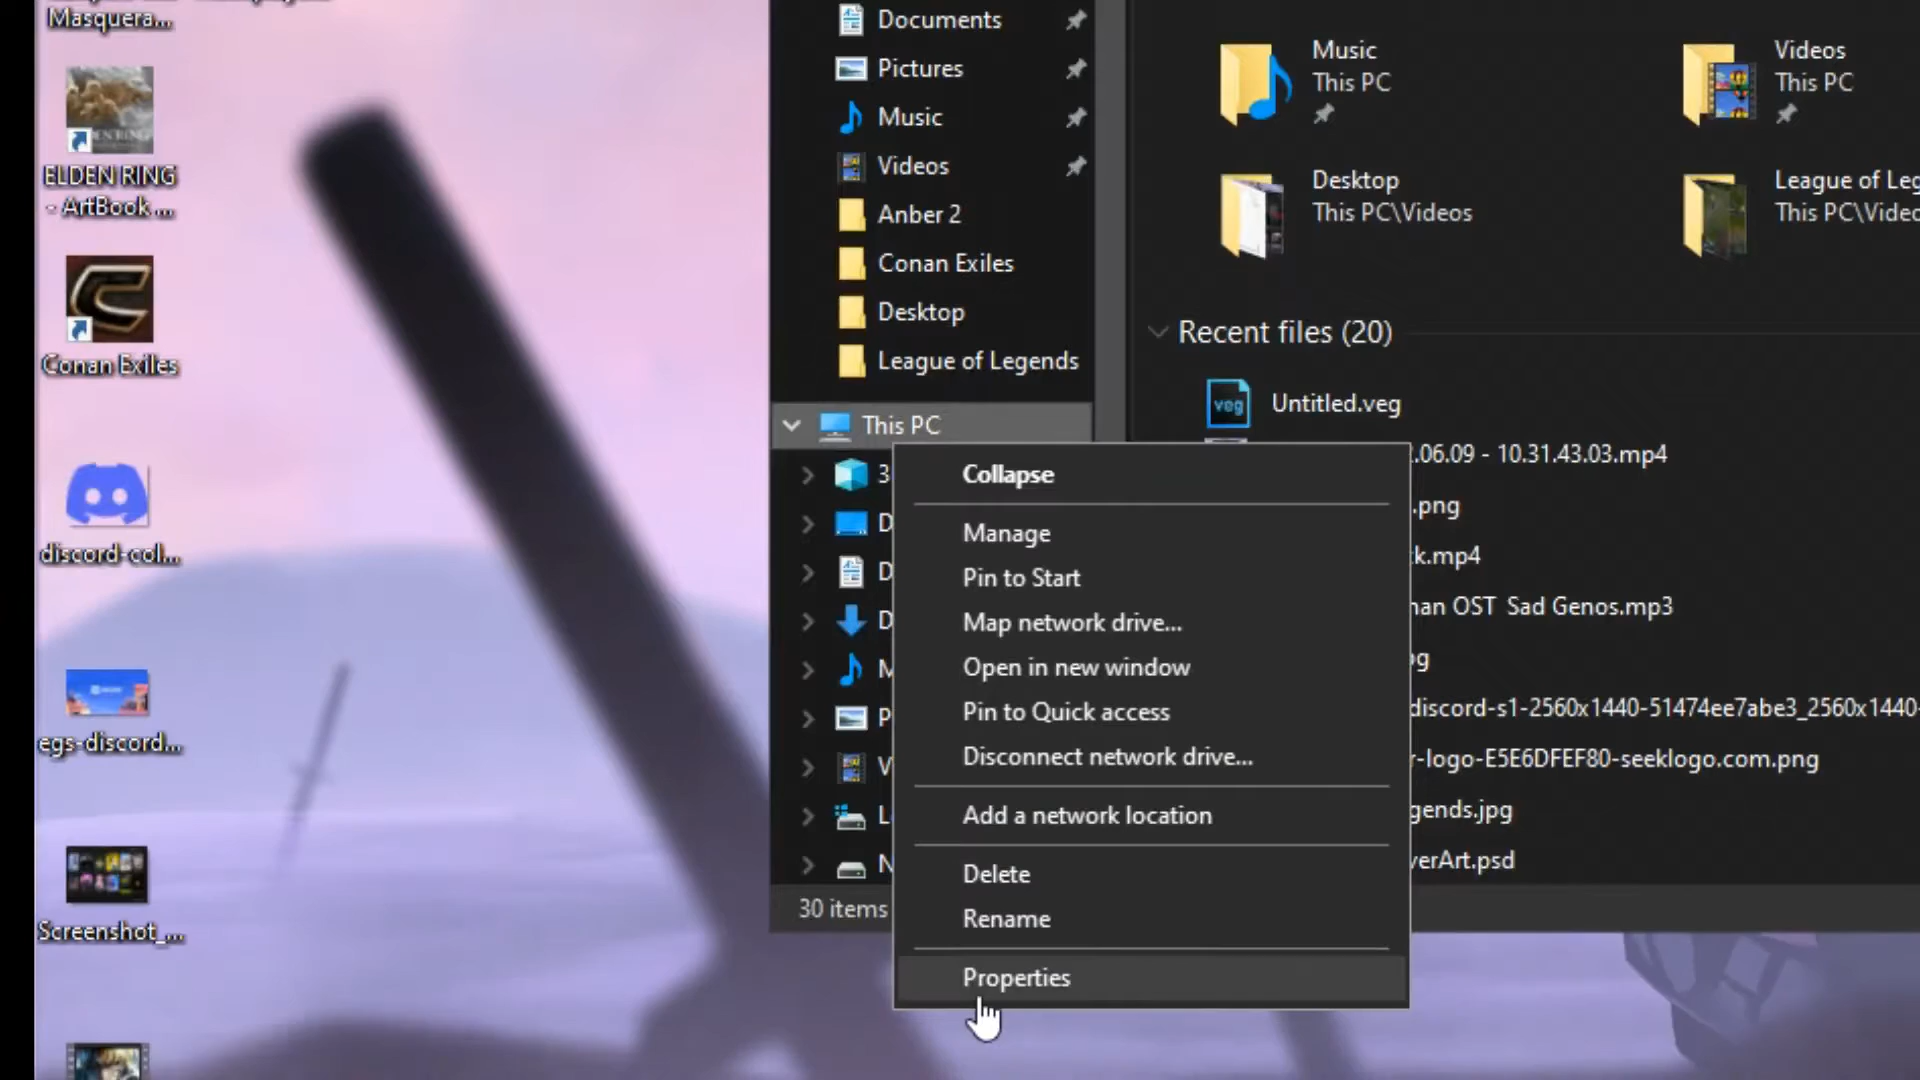 Masquera...
ELDEN RING
- ArtBook ...
Conan Exiles
discord-col...
egs-discord...
Screenshot_...
Documents
Pictures
Music
Videos
Anber 2
Conan Exiles
Desktop
League of Legends
This PC
3
D
D
D
M
P
V
L
N
30 items
Collapse
Manage
Pin to Start
Map network drive...
Open in new window
Pin to Quick access
Disconnect network drive...
Add a network location
Delete
Rename
Properties
Music
This PC
Videos
This PC
Desktop
This PC\Videos
League of Leg
This PC\Video
Recent files (20)
veg
Untitled.veg
.06.09 - 10.31.43.03.mp4
.png
k.mp4
nan OST Sad Genos.mp3
discord-s1-2560x1440-51474ee7abe3_2560x1440-
r-logo-E5E6DFEF80-seeklogo.com.png
gends.jpg
verArt.psd